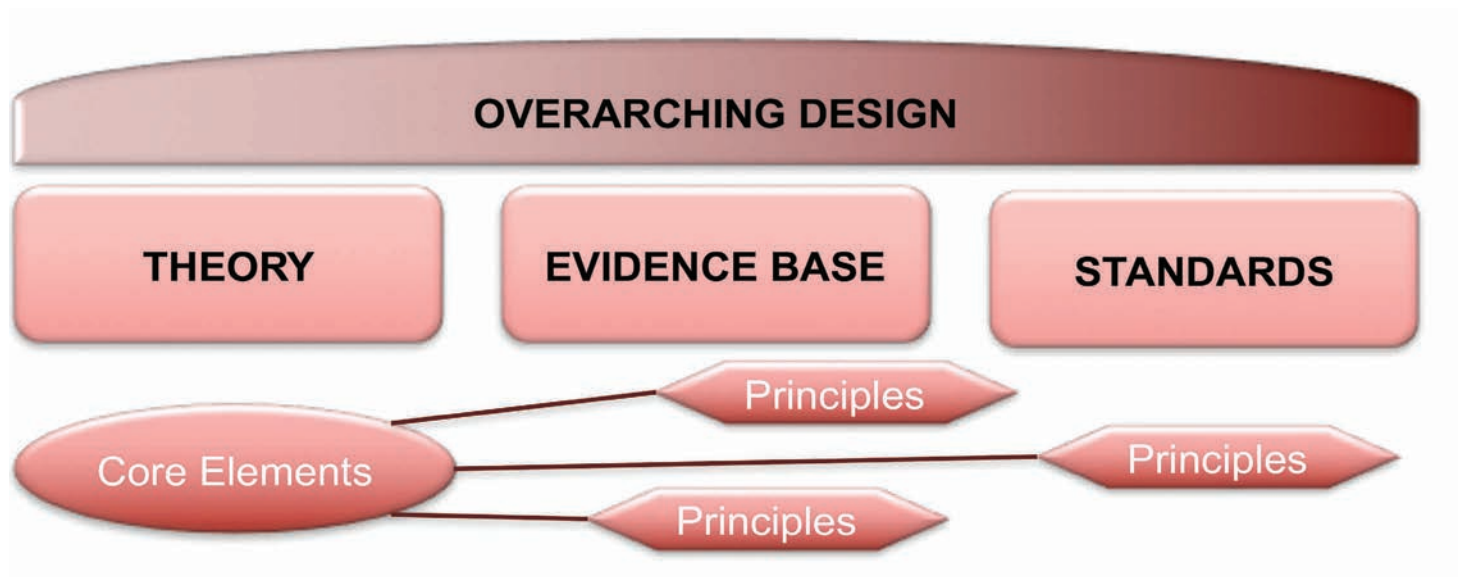 OVERARCHING DESIGN
THEORY
EVIDENCE BASE
STANDARDS
Principles
Core Elements
Principles
Principles